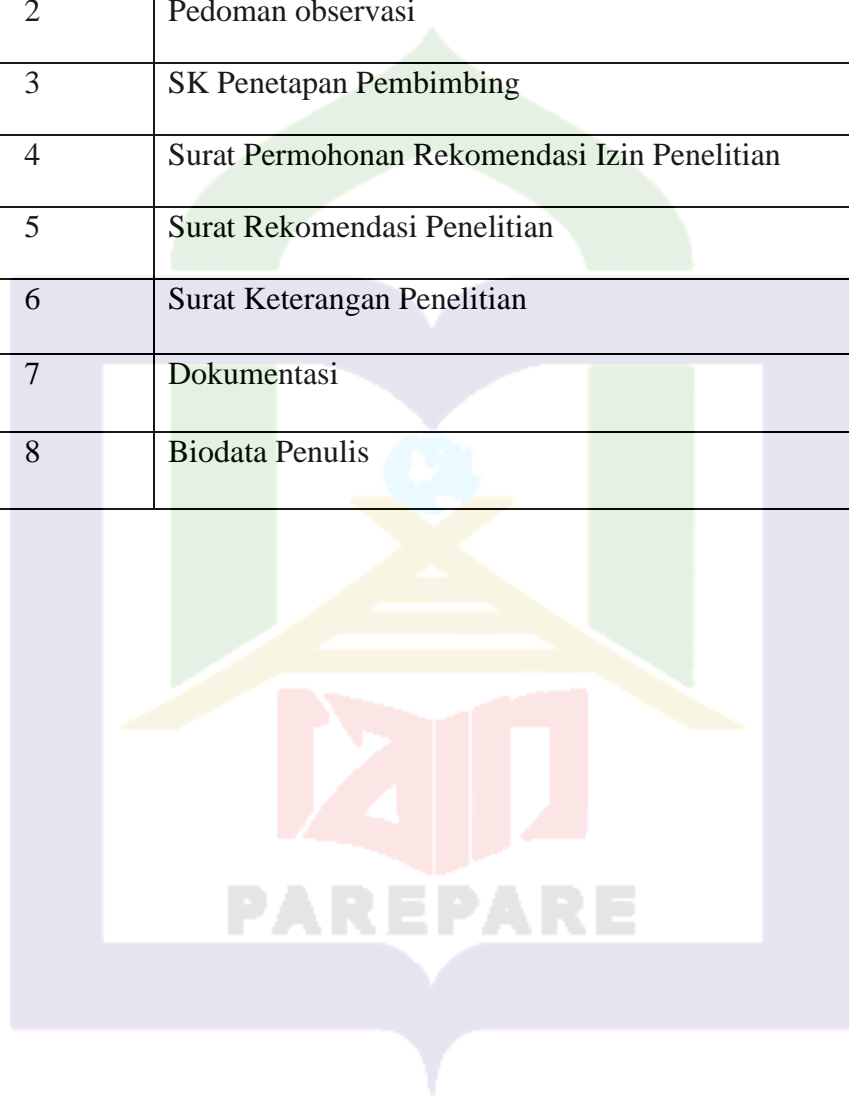 2 Pedoman observasi
3 SK Penetapan Pembimbing
4 Surat Permohonan Rekomendasi Izin Penelitian
5 Surat Rekomendasi Penelitian
6 Surat Keterangan Penelitian
7 Dokumentasi
8 Biodata Penulis
iain
PAREPARE